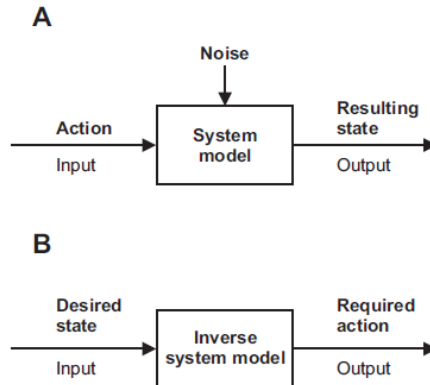 A
Noise
Action
Input
System
model
Resulting
state
Output
B
Desired
state
Input
Inverse
system model
Required
action
Output